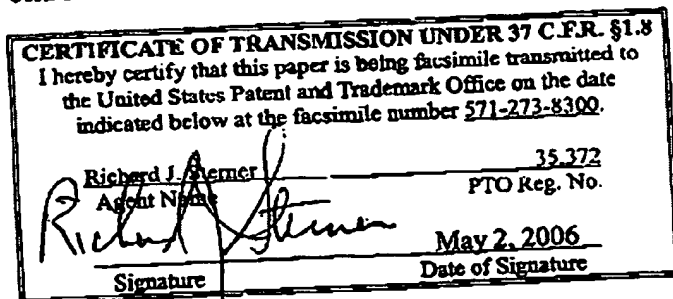 CERTIFICATE OF TRANSMISSION UNDER 37 C.F.R. §1.8
I hereby certify that this paper is being facsimile transmitted to
the United States Patent and Trademark Office on the date
indicated below at the facsimile number 571-273-8300.
Richard J. Sterner 35,372
Agent Name PTO Reg. No.
Richard J Sterner May 2, 2006
Signature Date of Signature